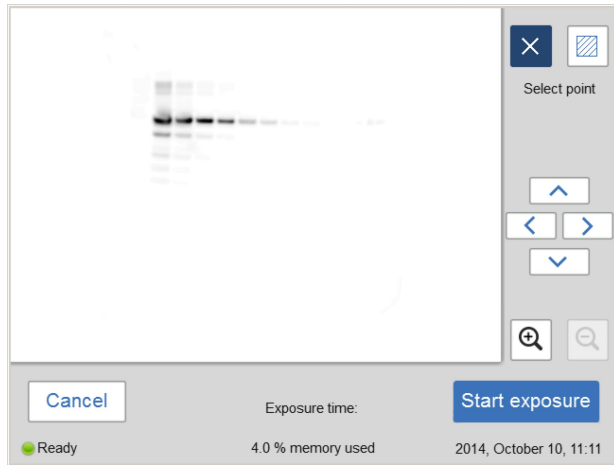 Select point
Cancel
Exposure time:
Start exposure
Ready
4.0 % memory used
2014, October 10, 11:11